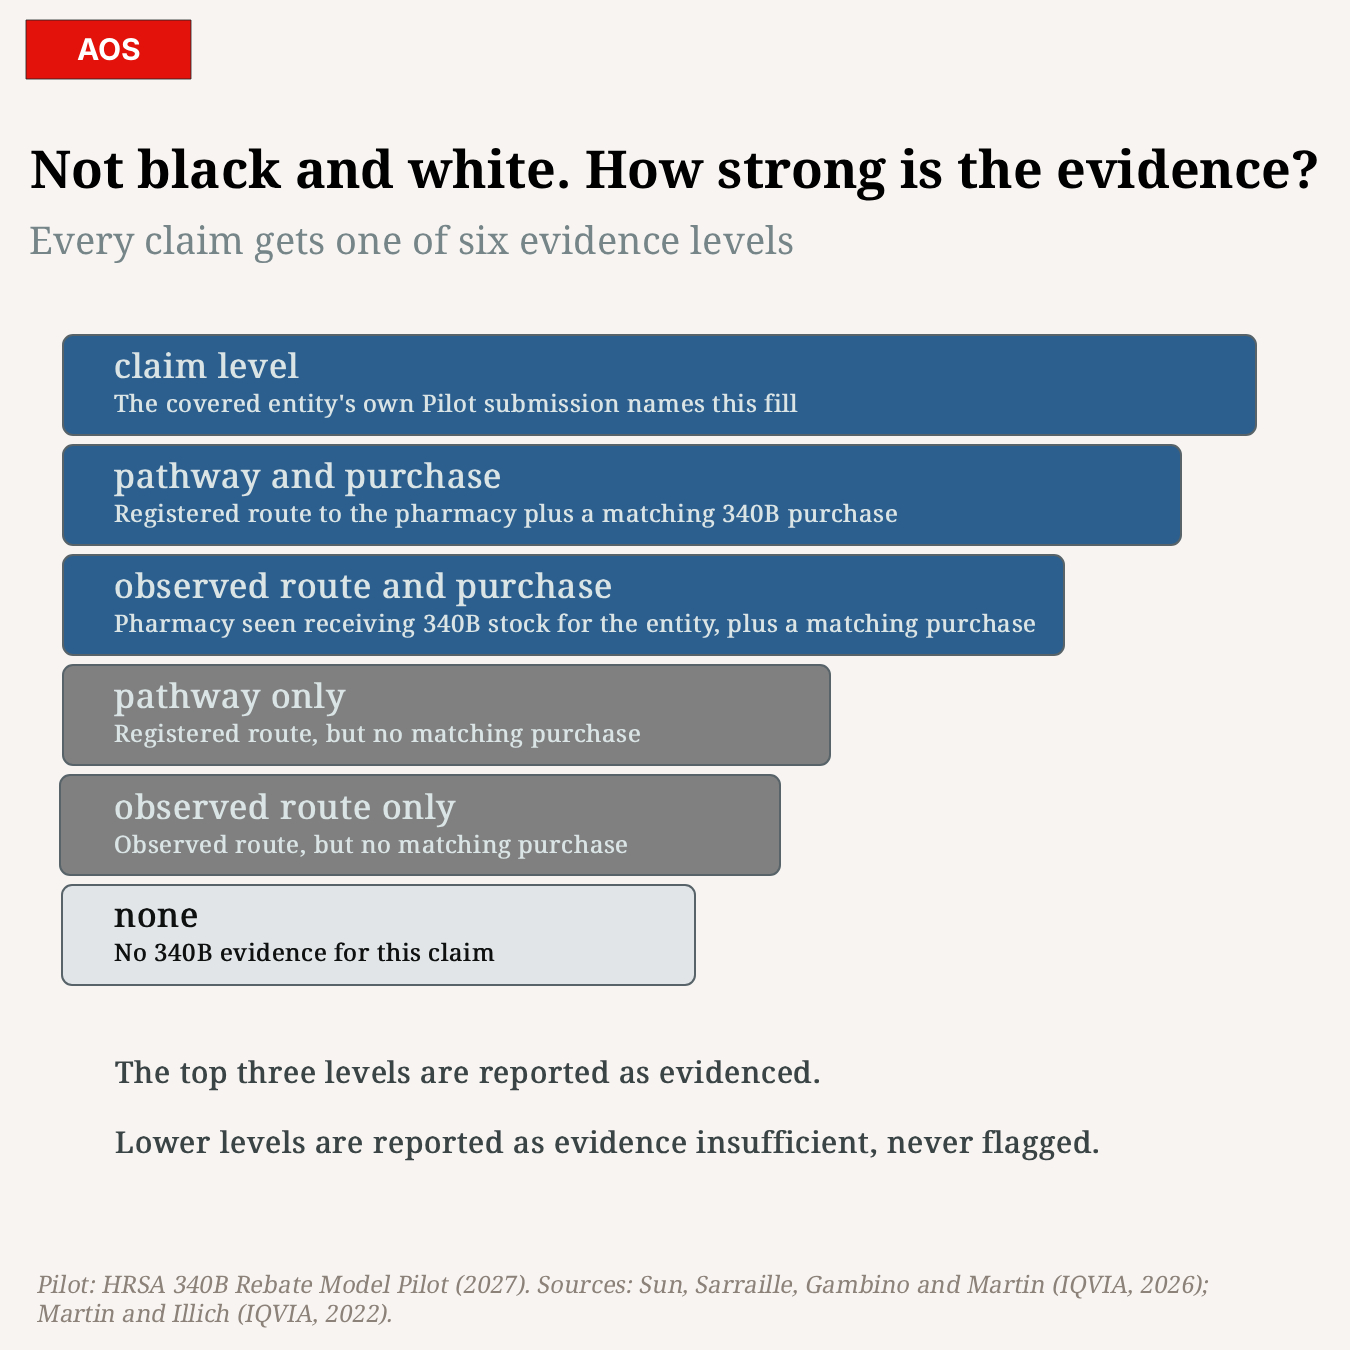 AOS
Not black and white. How strong is the evidence?
Every claim gets one of six evidence levels
claim level
The covered entity's own Pilot submission names this fill
pathway and purchase
Registered route to the pharmacy plus a matching 340B purchase
observed route and purchase
Pharmacy seen receiving 340B stock for the entity, plus a matching purchase
pathway only
Registered route, but no matching purchase
observed route only
Observed route, but no matching purchase
none
No 340B evidence for this claim
The top three levels are reported as evidenced.
Lower levels are reported as evidence insufficient, never flagged.
Pilot: HRSA 340B Rebate Model Pilot (2027). Sources: Sun, Sarraille, Gambino and Martin (IQVIA, 2026);
Martin and Illich (IQVIA, 2022).